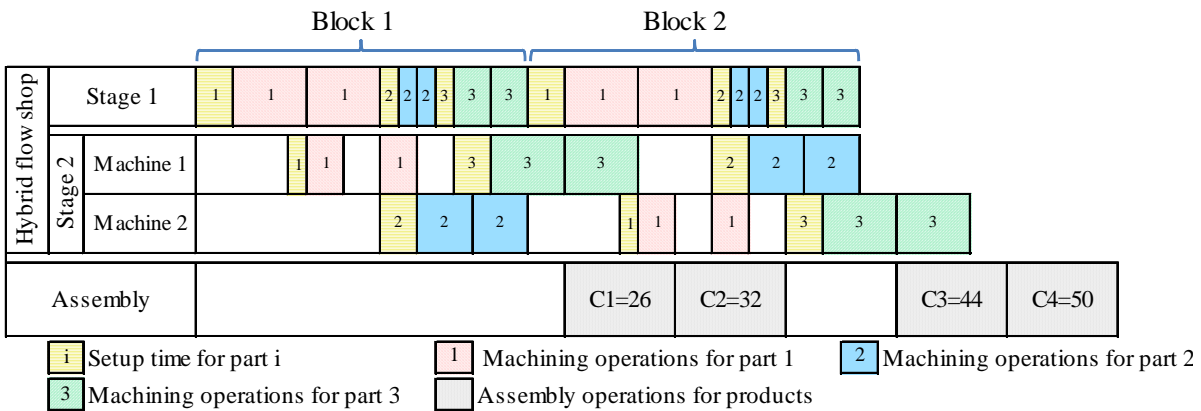 Block 1 Block 2
Hybrid flow shop
Stage 1 1 1 1 2 2 2 3 3 3 1 1 1 2 2 2 3 3 3
Stage 2
Machine 1 1 1 1 3 3 3 2 2 2
Machine 2 2 2 2 1 1 1 3 3 3
Assembly C1=26 C2=32 C3=44 C4=50
i Setup time for part i 1 Machining operations for part 1 2 Machining operations for part 2
3 Machining operations for part 3 Assembly operations for products